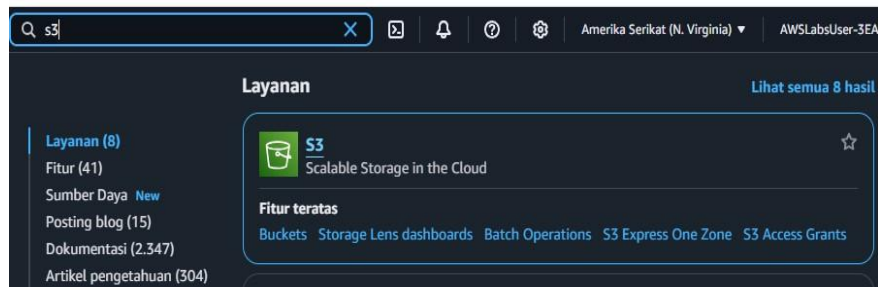 s3
Amerika Serikat (N. Virginia)
AWSLabsUser-3EA
Layanan
Lihat semua 8 hasil
Layanan (8)
Fitur (41)
Sumber Daya New
Posting blog (15)
Dokumentasi (2.347)
Artikel pengetahuan (304)
S3
Scalable Storage in the Cloud
Fitur teratas
Buckets Storage Lens dashboards Batch Operations S3 Express One Zone S3 Access Grants